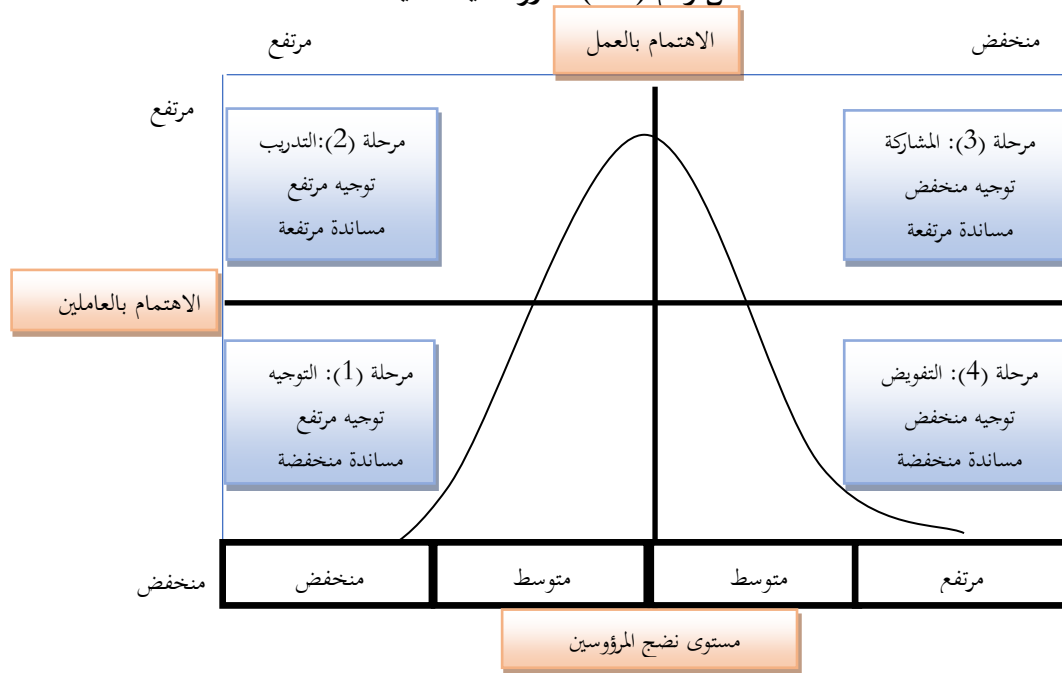 منخفض
الاهتمام بالعمل
مرتفع
مرتفع
مرحلة (3): المشاركة
توجيه منخفض
مساندة مرتفعة
مرحلة (2):التدريب
توجيه مرتفع
مساندة مرتفعة
الاهتمام بالعاملين
مرحلة (4): التفويض
توجيه منخفض
مساندة منخفضة
مرحلة (1): التوجيه
توجيه مرتفع
مساندة منخفضة
مرتفع
متوسط
متوسط
منخفض
منخفض
مستوى نضج المرؤوسين